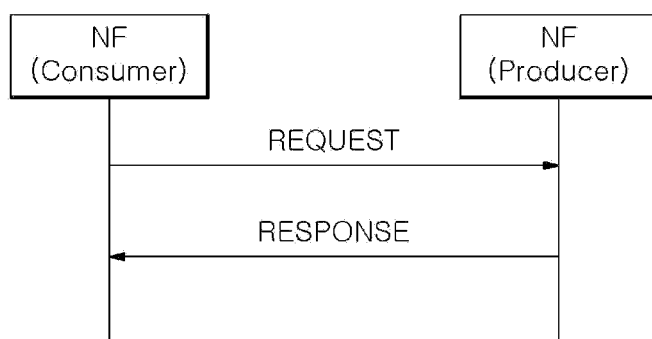 NF
(Consumer)
NF
(Producer)
REQUEST
RESPONSE